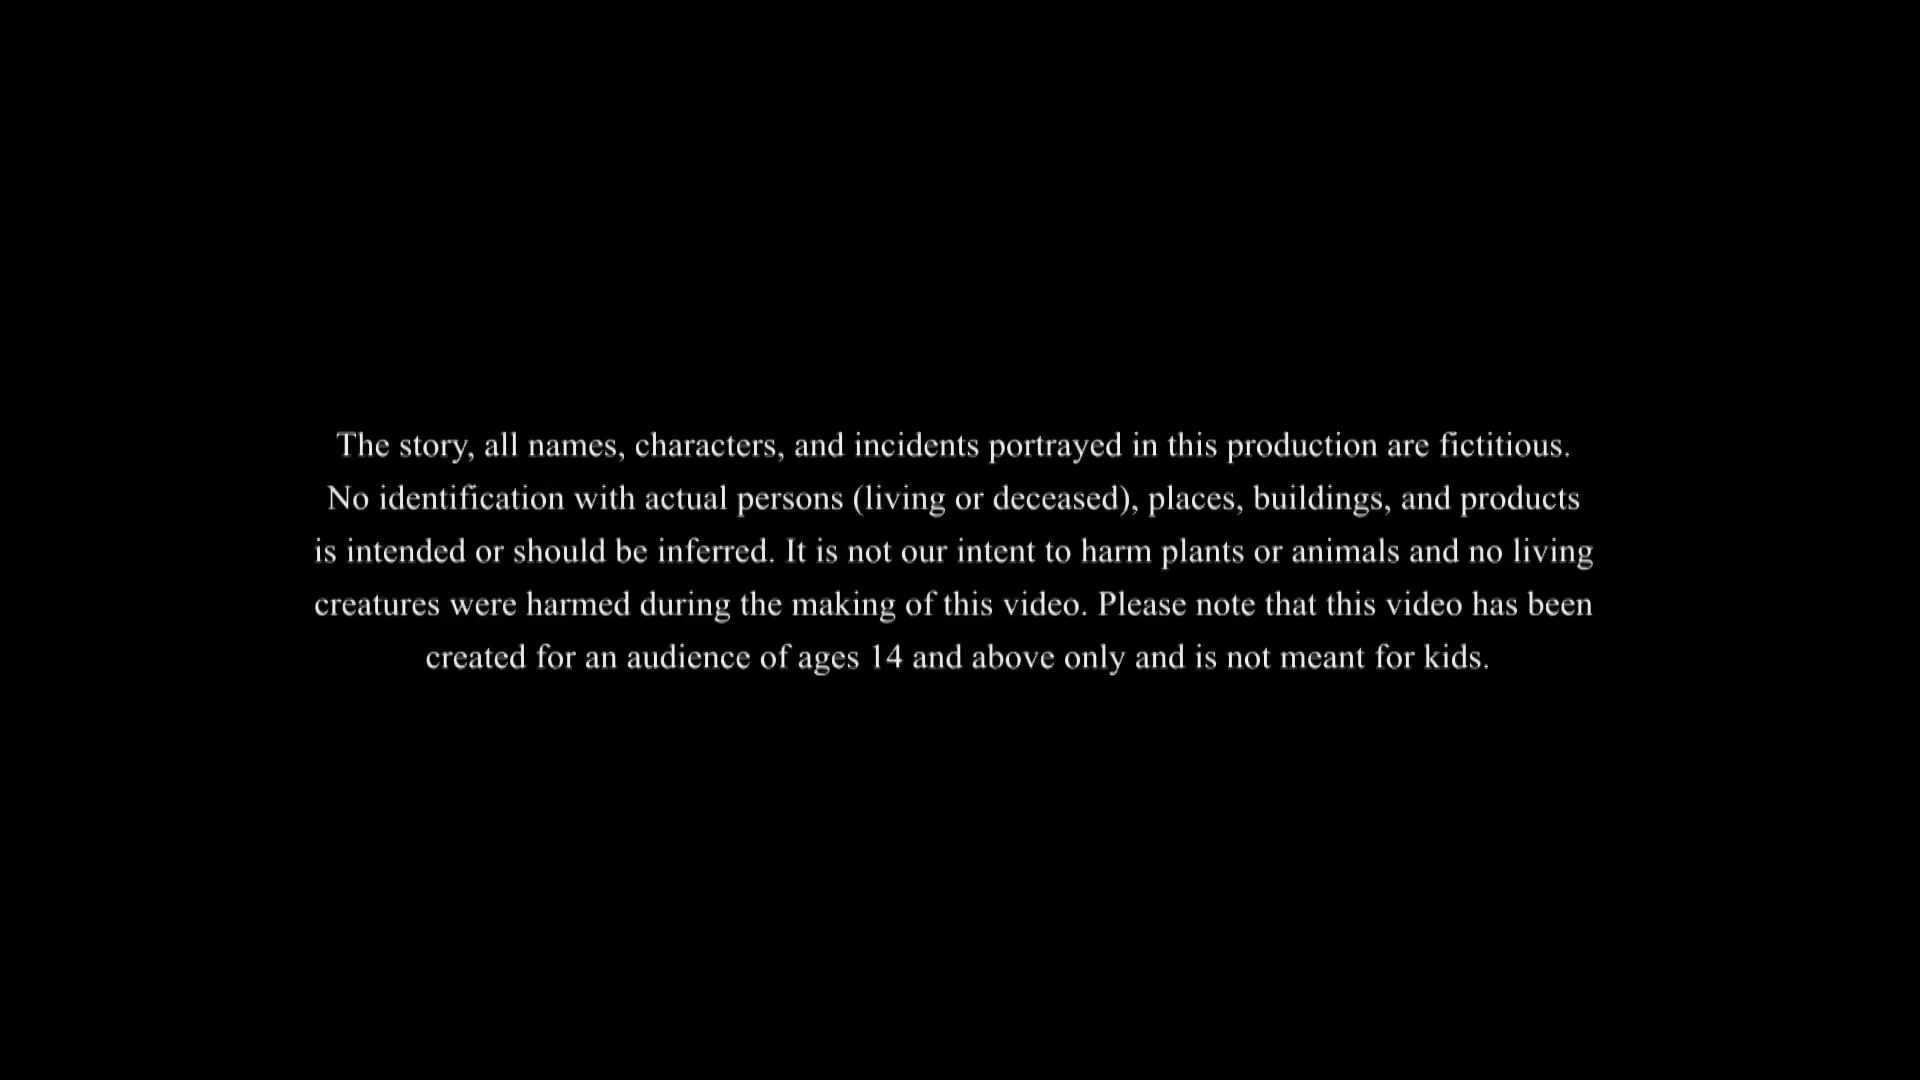 The story, all names, characters, and incidents portrayed in this production are fictitious.
No identification with actual persons (living or deceased), places, buildings, and products
is intended or should be inferred. It is not our intent to harm plants or animals and no living
creatures were harmed during the making of this video. Please note that this video has been
created for an audience of ages 14 and above only and is not meant for kids.